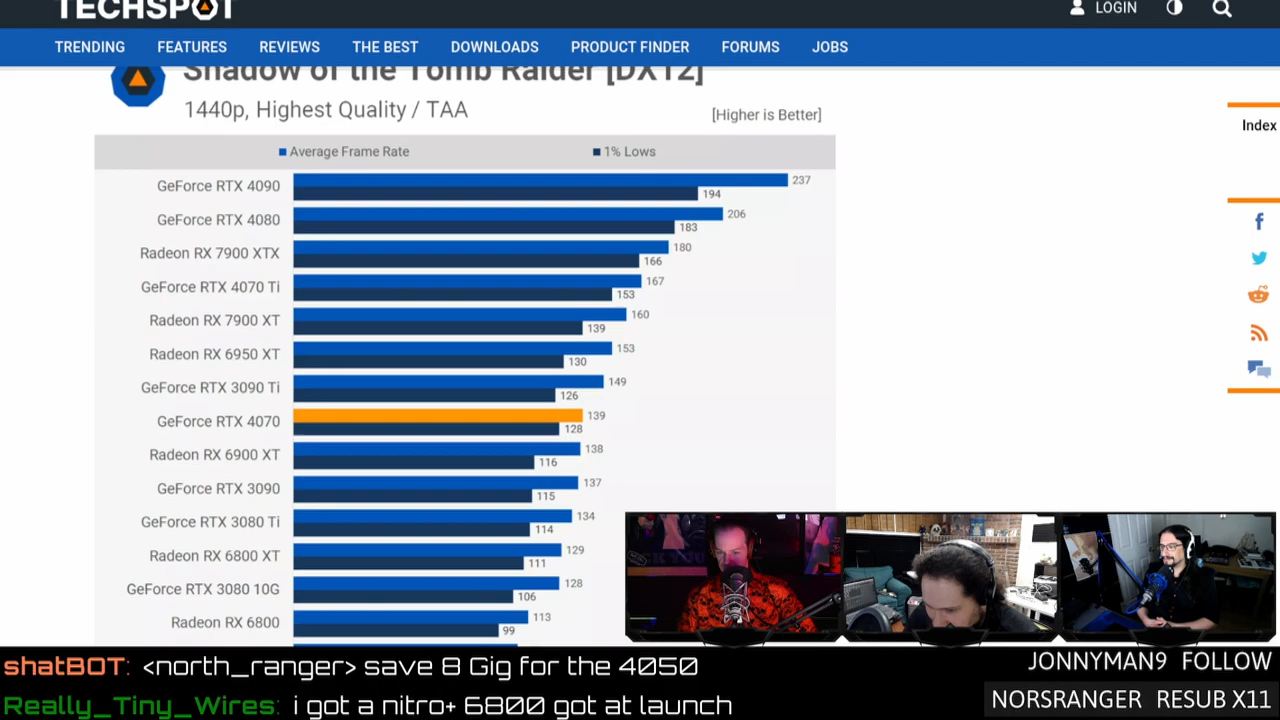 TECHSPOT
LOGIN
TRENDING FEATURES REVIEWS THE BEST DOWNLOADS PRODUCT FINDER FORUMS JOBS
Shadow of the Tomb Raider [DX12]
1440p, Highest Quality / TAA
[Higher is Better]
Index
Average Frame Rate 1% Lows
GeForce RTX 4090 237
194
GeForce RTX 4080 206
183
Radeon RX 7900 XTX 180
166
GeForce RTX 4070 Ti 167
153
Radeon RX 7900 XT 160
139
Radeon RX 6950 XT 153
130
GeForce RTX 3090 Ti 149
126
GeForce RTX 4070 139
128
Radeon RX 6900 XT 138
116
GeForce RTX 3090 137
115
GeForce RTX 3080 Ti 134
114
Radeon RX 6800 XT 129
111
GeForce RTX 3080 10G 128
106
Radeon RX 6800 113
99
shatBOT: <north_ranger> save 8 Gig for the 4050
Really_Tiny_Wires: i got a nitro+ 6800 got at launch
JONNYMAN9 FOLLOW
NORSRANGER RESUB X11